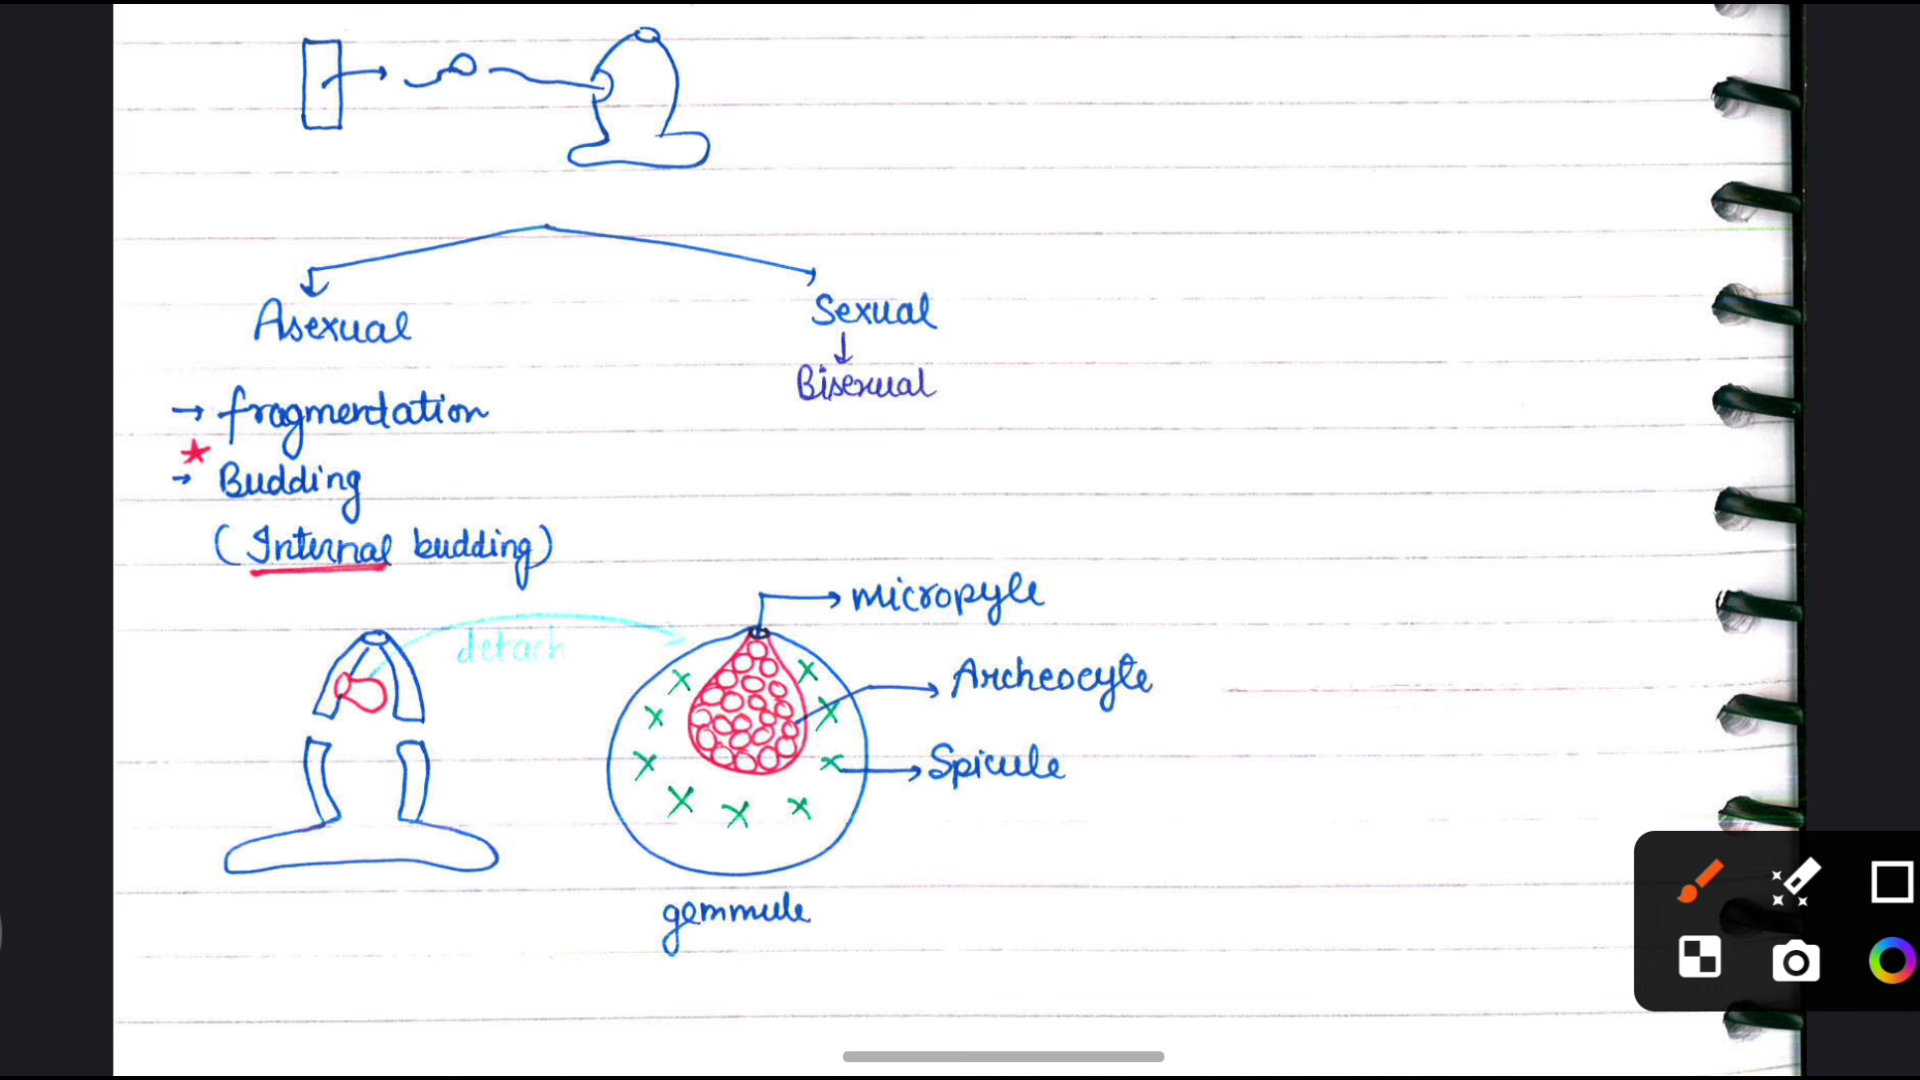 Asexual
Sexual
Bisexual
→ fragmentation
→ Budding
(Internal budding)
detach
micropyle
Archeocyte
Spicule
gemmule